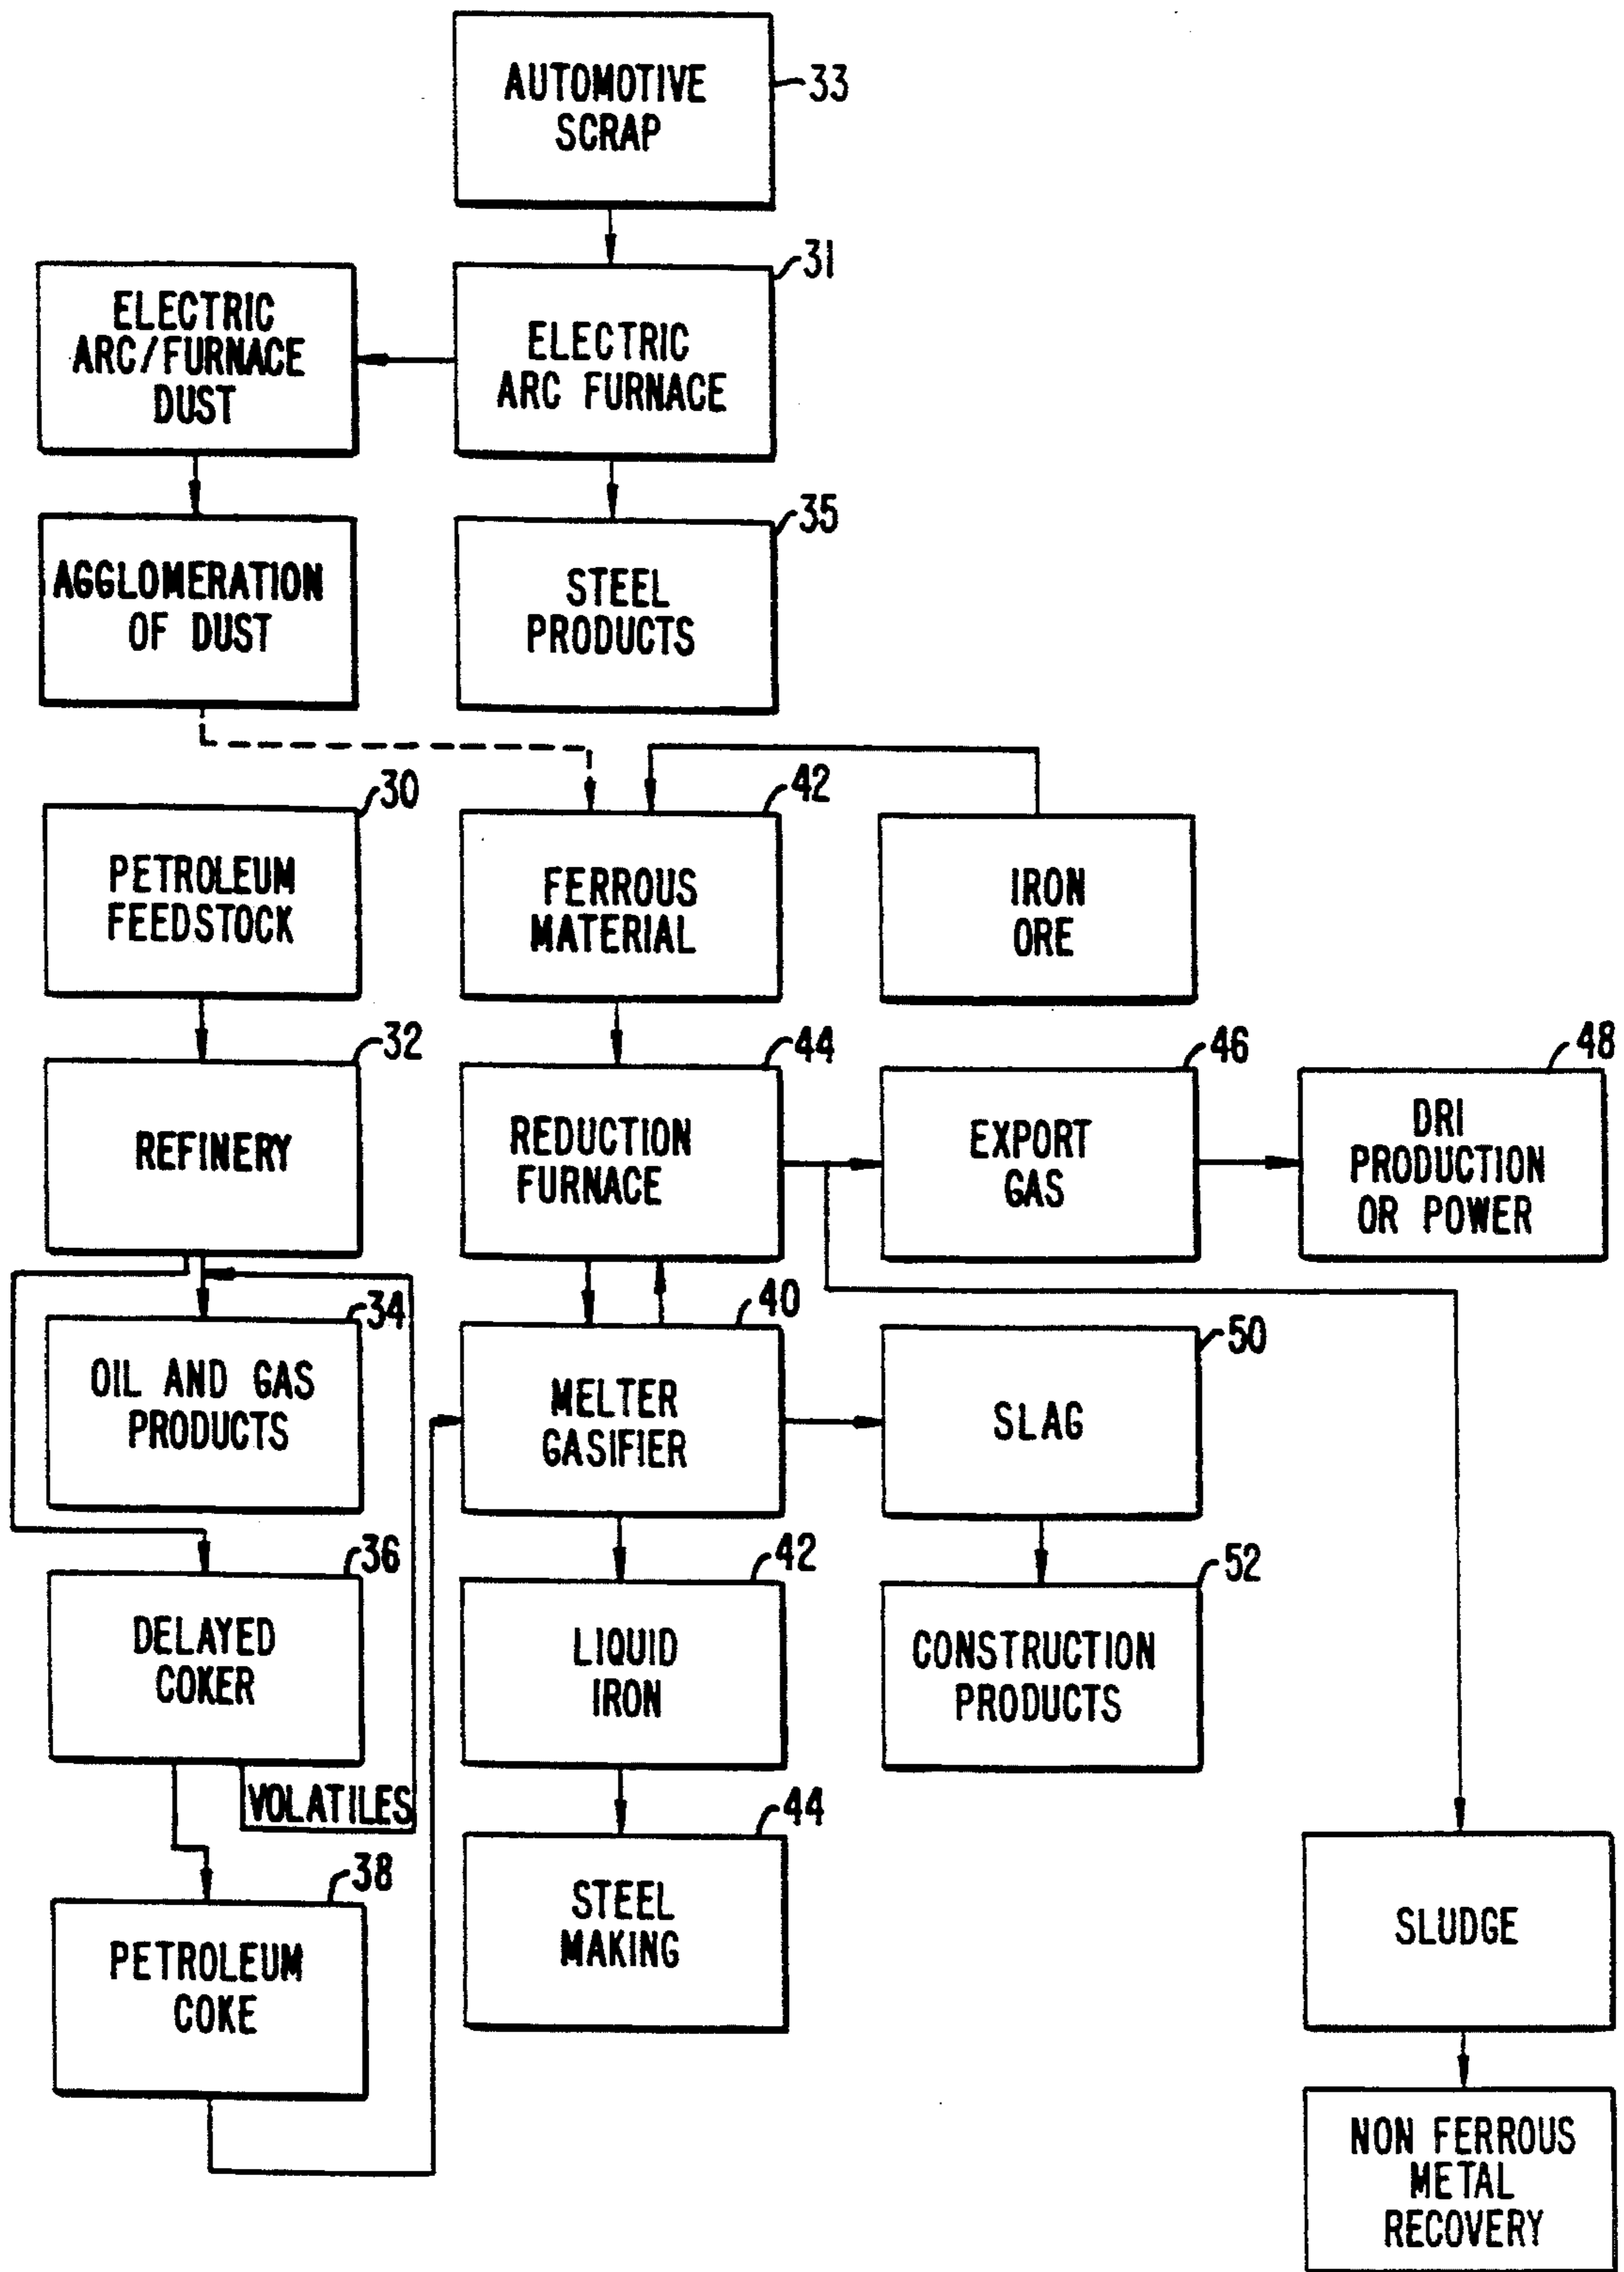 AUTOMOTIVE
SCRAP
33
ELECTRIC
ARC/FURNACE
DUST
ELECTRIC
ARC FURNACE
31
AGGLOMERATION
OF DUST
STEEL
PRODUCTS
35
PETROLEUM
FEEDSTOCK
30
FERROUS
MATERIAL
42
IRON
ORE
REFINERY
32
REDUCTION
FURNACE
44
EXPORT
GAS
46
DRI
PRODUCTION
OR POWER
48
OIL AND GAS
PRODUCTS
34
MELTER
GASIFIER
40
SLAG
50
DELAYED
COKER
36
VOLATILES
LIQUID
IRON
42
CONSTRUCTION
PRODUCTS
52
PETROLEUM
COKE
38
STEEL
MAKING
44
SLUDGE
NON FERROUS
METAL
RECOVERY